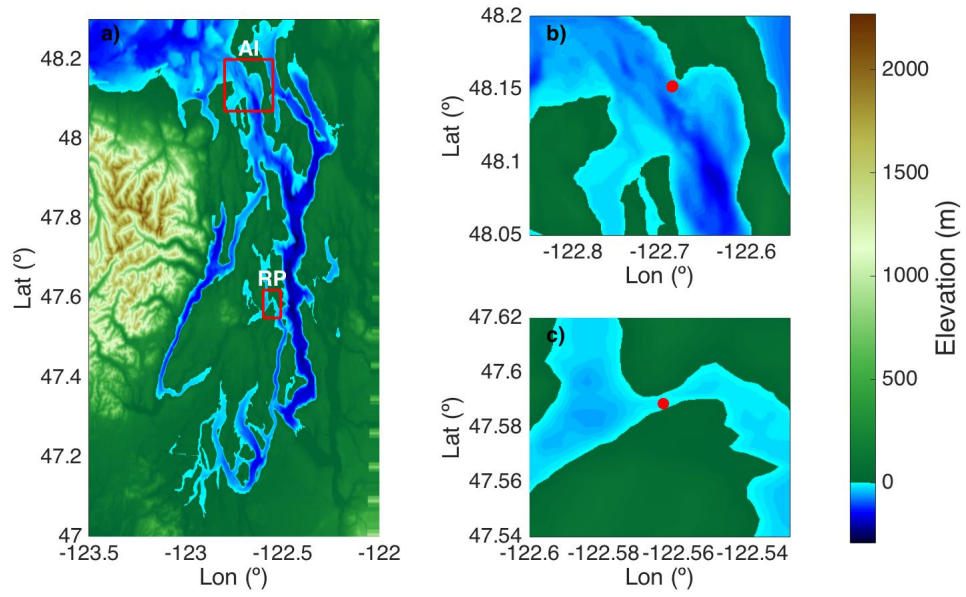 a)
AI
RP
48.2
48
47.8
47.6
47.4
47.2
47
Lat (º)
-123.5
-123
-122.5
-122
Lon (º)
b)
48.2
48.15
48.1
48.05
Lat (º)
-122.8
-122.7
-122.6
Lon (º)
c)
47.62
47.6
47.58
47.56
47.54
Lat (º)
-122.6
-122.58
-122.56
-122.54
Lon (º)
2000
1500
1000
500
0
Elevation (m)